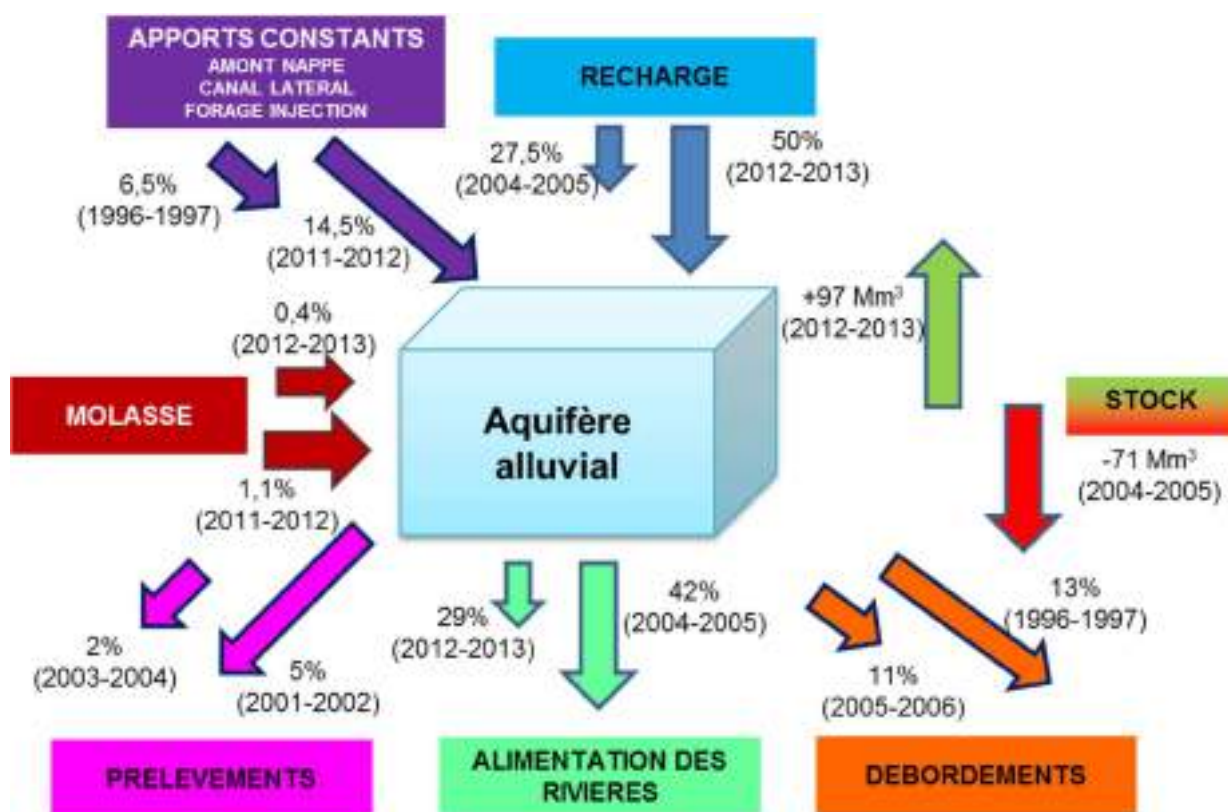 APPORTS CONSTANTS
AMONT NAPPE
CANAL LATERAL
FORAGE INJECTION
RECHARGE
6,5%
(1996-1997)
14,5%
(2011-2012)
27,5%
(2004-2005)
50%
(2012-2013)
0,4%
(2012-2013)
+97 Mm³
(2012-2013)
MOLASSE
Aquifère
alluvial
STOCK
-71 Mm³
(2004-2005)
1,1%
(2011-2012)
2%
(2003-2004)
5%
(2001-2002)
29%
(2012-2013)
42%
(2004-2005)
11%
(2005-2006)
13%
(1996-1997)
PRELEVEMENTS
ALIMENTATION DES
RIVIERES
DEBORDEMENTS